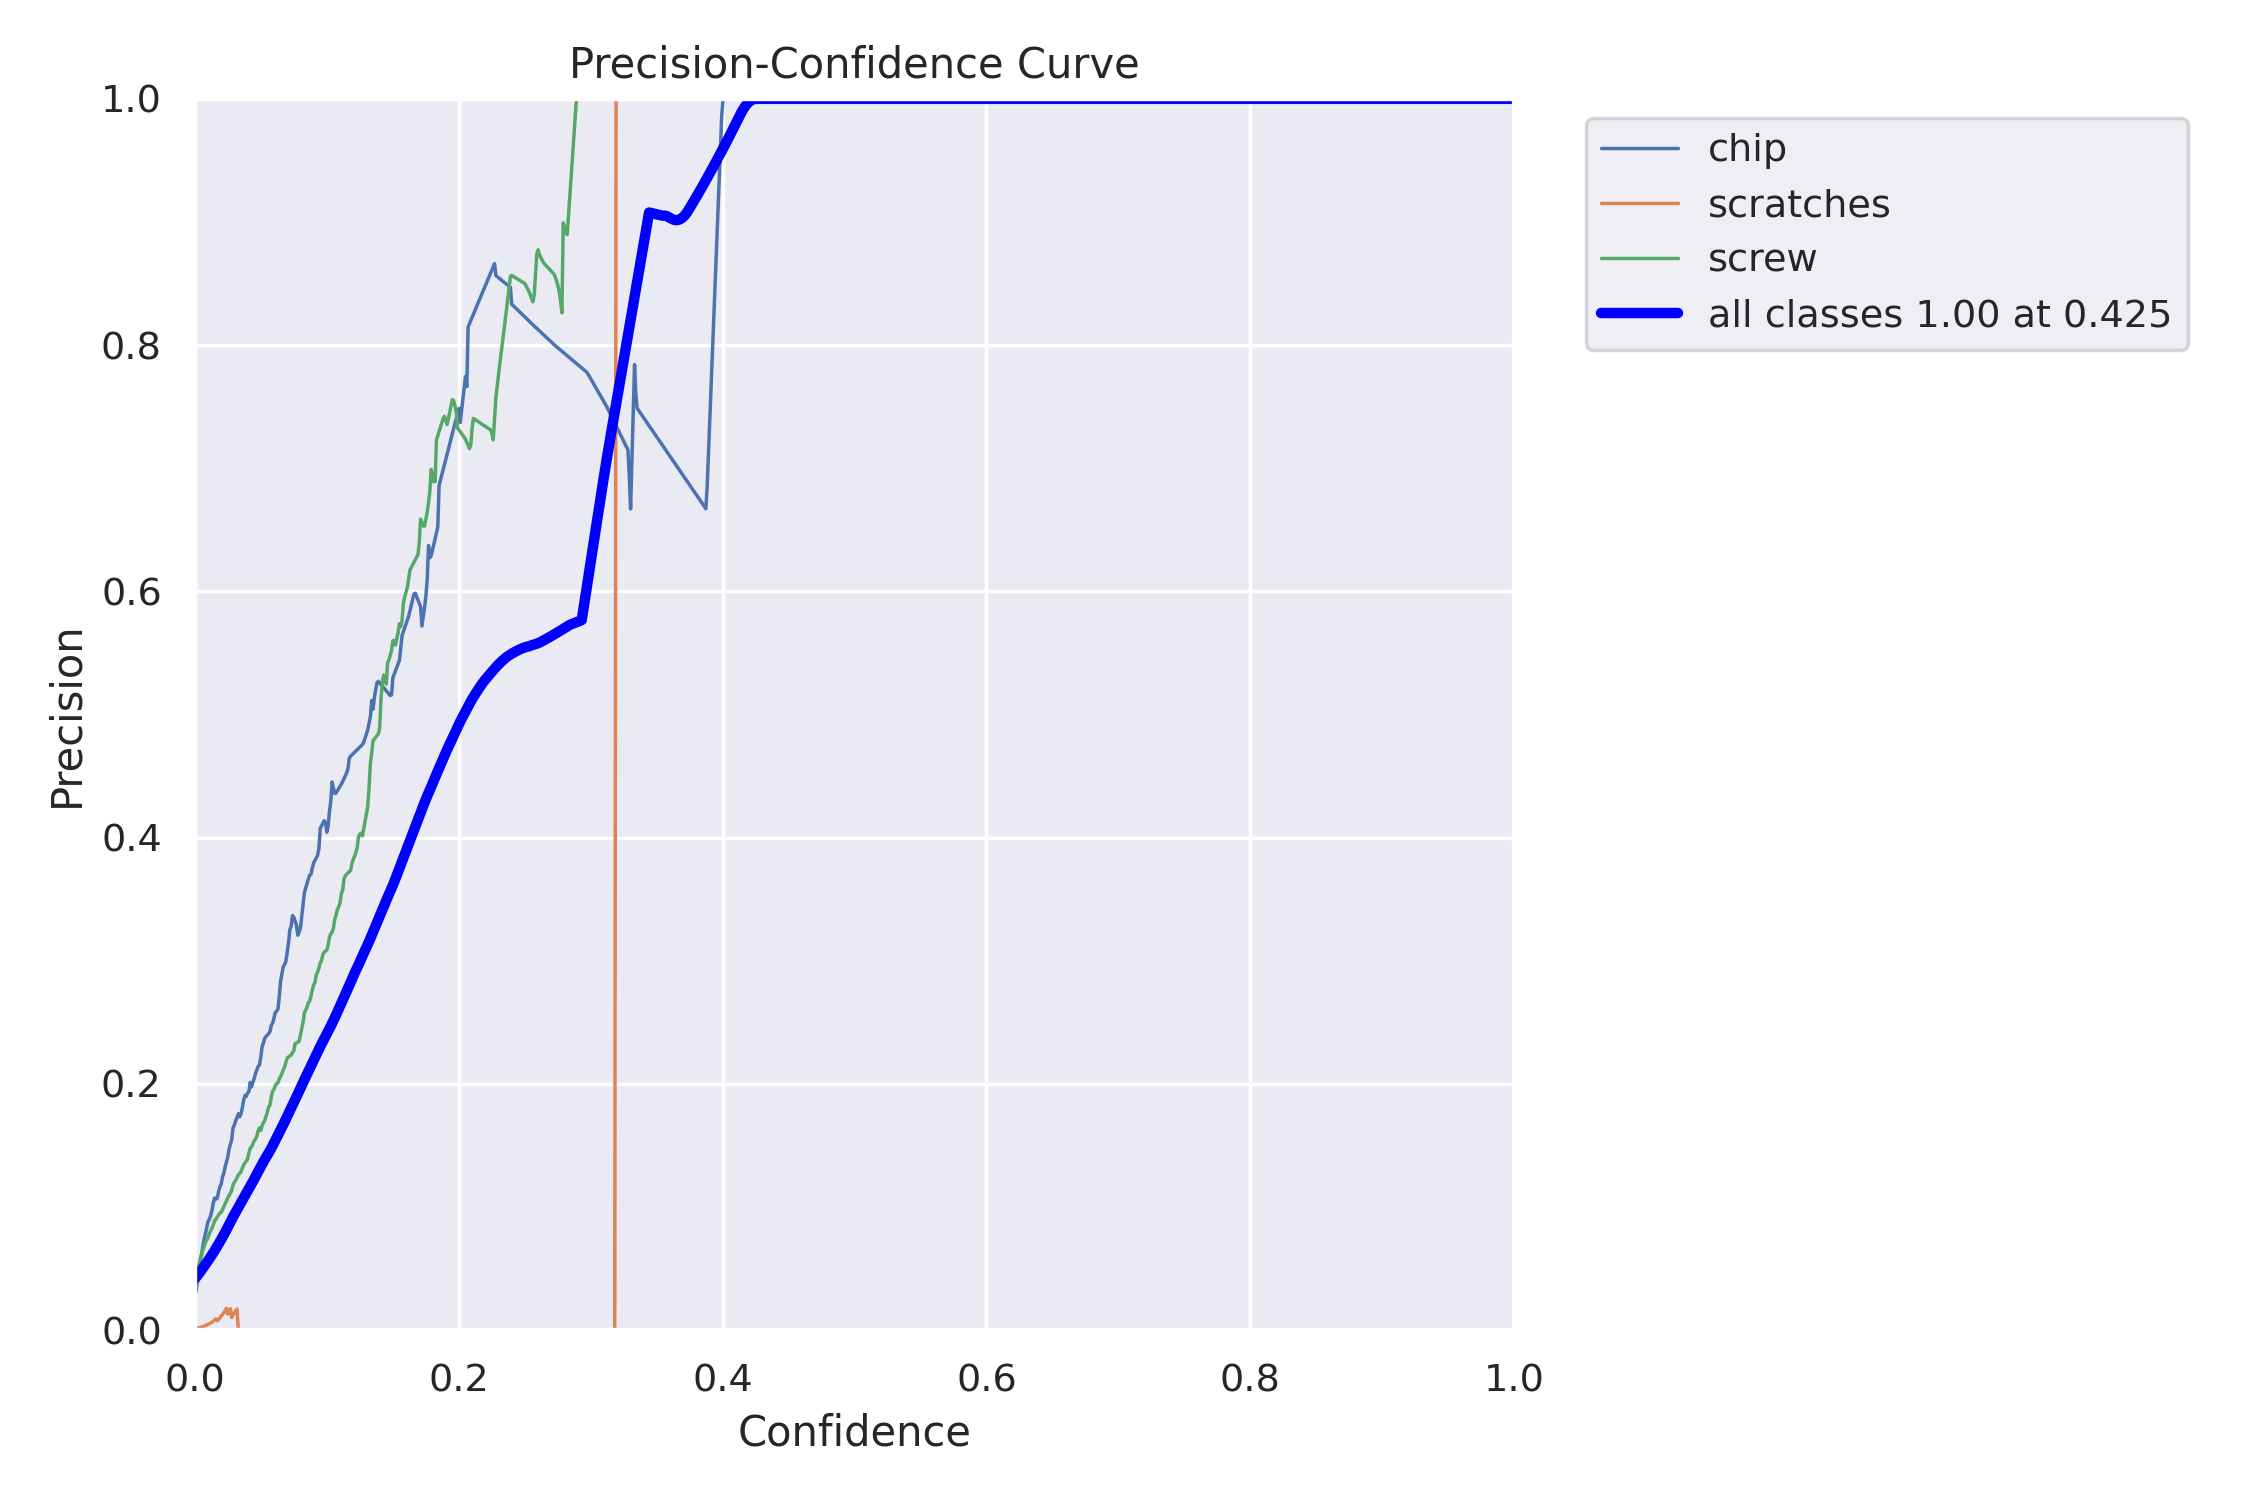 Precision-Confidence Curve
1.0
0.8
0.6
0.4
0.2
0.0
Precision
0.0 0.2 0.4 0.6 0.8 1.0
Confidence
chip
scratches
screw
all classes 1.00 at 0.425